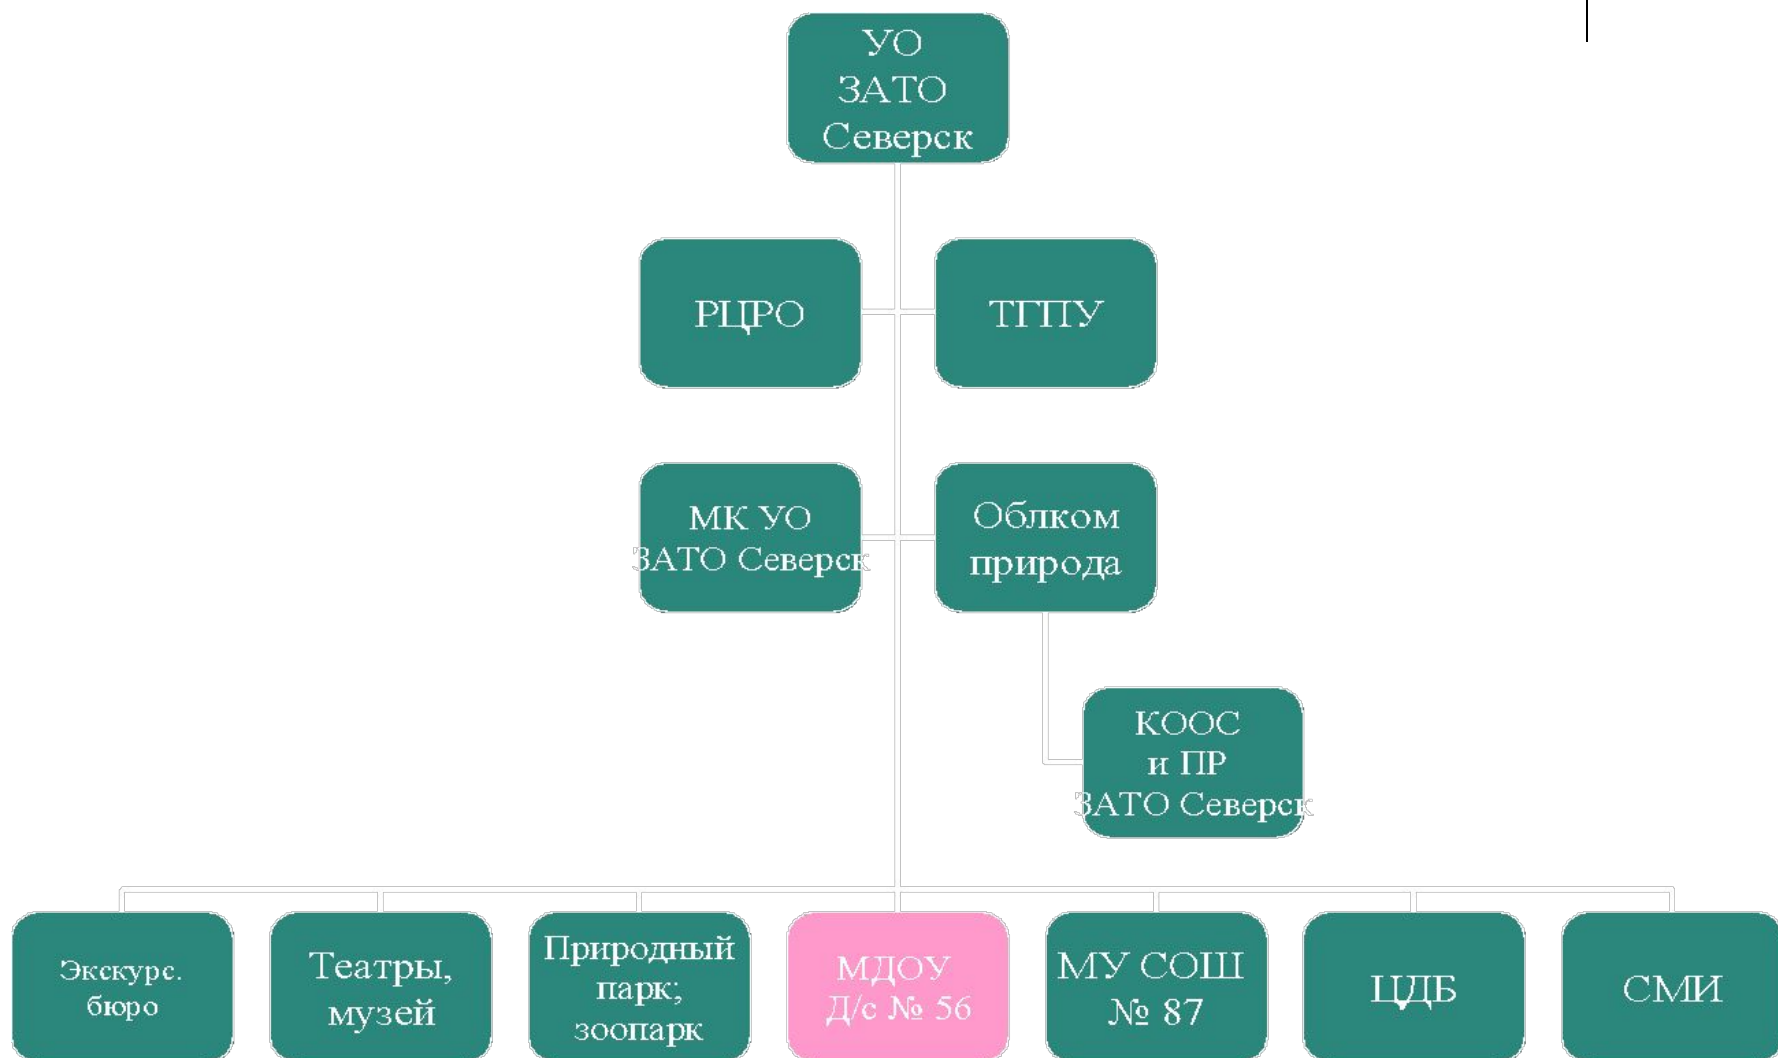 УО
ЗАТО
Северск
РЦРО
ТГПУ
МК УО
ЗАТО Северск
Облком
природа
КООС
и ПР
ЗАТО Северск
Экскурс.
бюро
Театры,
музей
Природный
парк;
зоопарк
МДОУ
Д/с № 56
МУ СОШ
№ 87
ЦДБ
СМИ